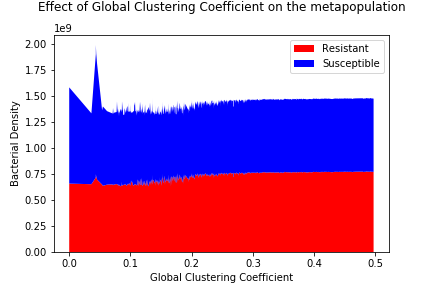 Effect of Global Clustering Coefficient on the metapopulation
1e9
2.00
1.75
1.50
1.25
1.00
0.75
0.50
0.25
0.00
Bacterial Density
Resistant
Susceptible
0.0 0.1 0.2 0.3 0.4 0.5
Global Clustering Coefficient